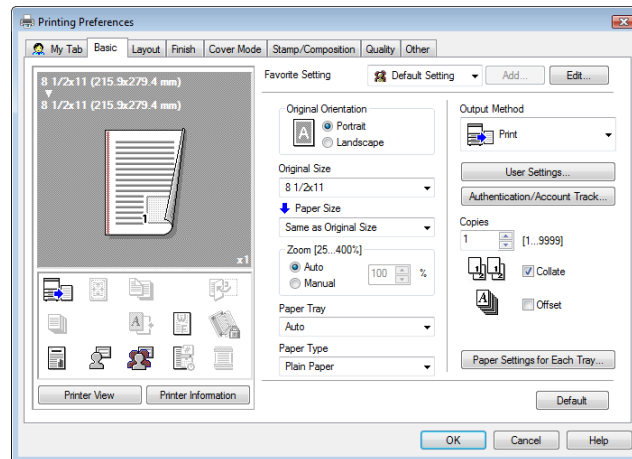 Printing Preferences
My Tab Basic Layout Finish Cover Mode Stamp/Composition Quality Other
8 1/2x11 (215.9x279.4 mm)
8 1/2x11 (215.9x279.4 mm)
1
x1
Printer View Printer Information
Favorite Setting Default Setting Add... Edit...
Original Orientation
A Portrait
Landscape
Original Size
8 1/2x11
Paper Size
Same as Original Size
Zoom [25...400%]
Auto
Manual 100 %
Paper Tray
Auto
Paper Type
Plain Paper
Output Method
Print
User Settings...
Authentication/Account Track...
Copies
1 [1...9999]
Collate
Offset
Paper Settings for Each Tray...
Default
OK Cancel Help